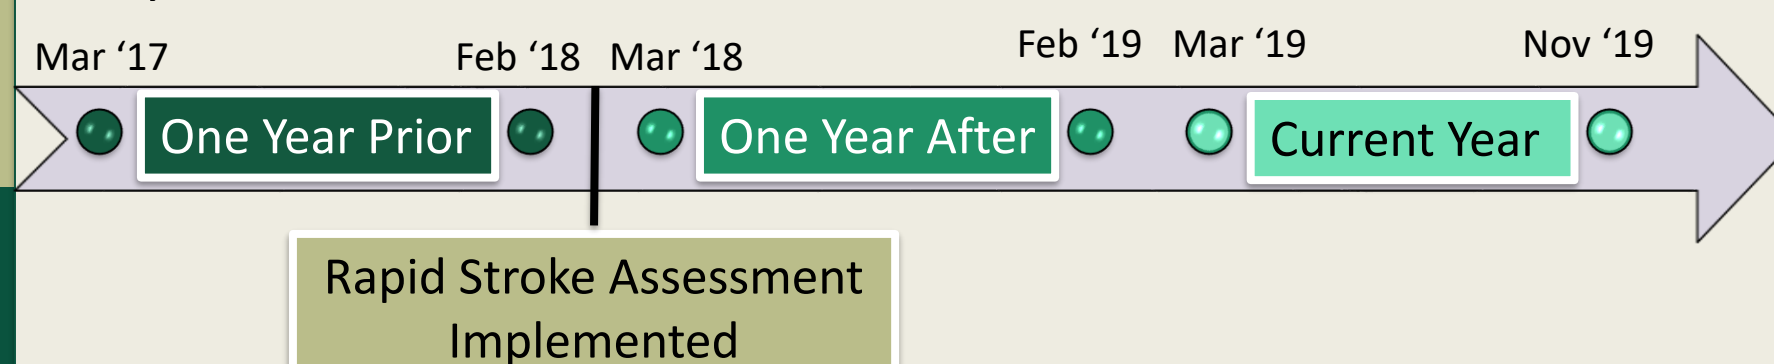 Mar ‘17 Feb ‘18 Mar ‘18 Feb ‘19 Mar ‘19 Nov ‘19
One Year Prior One Year After Current Year
Rapid Stroke Assessment
Implemented